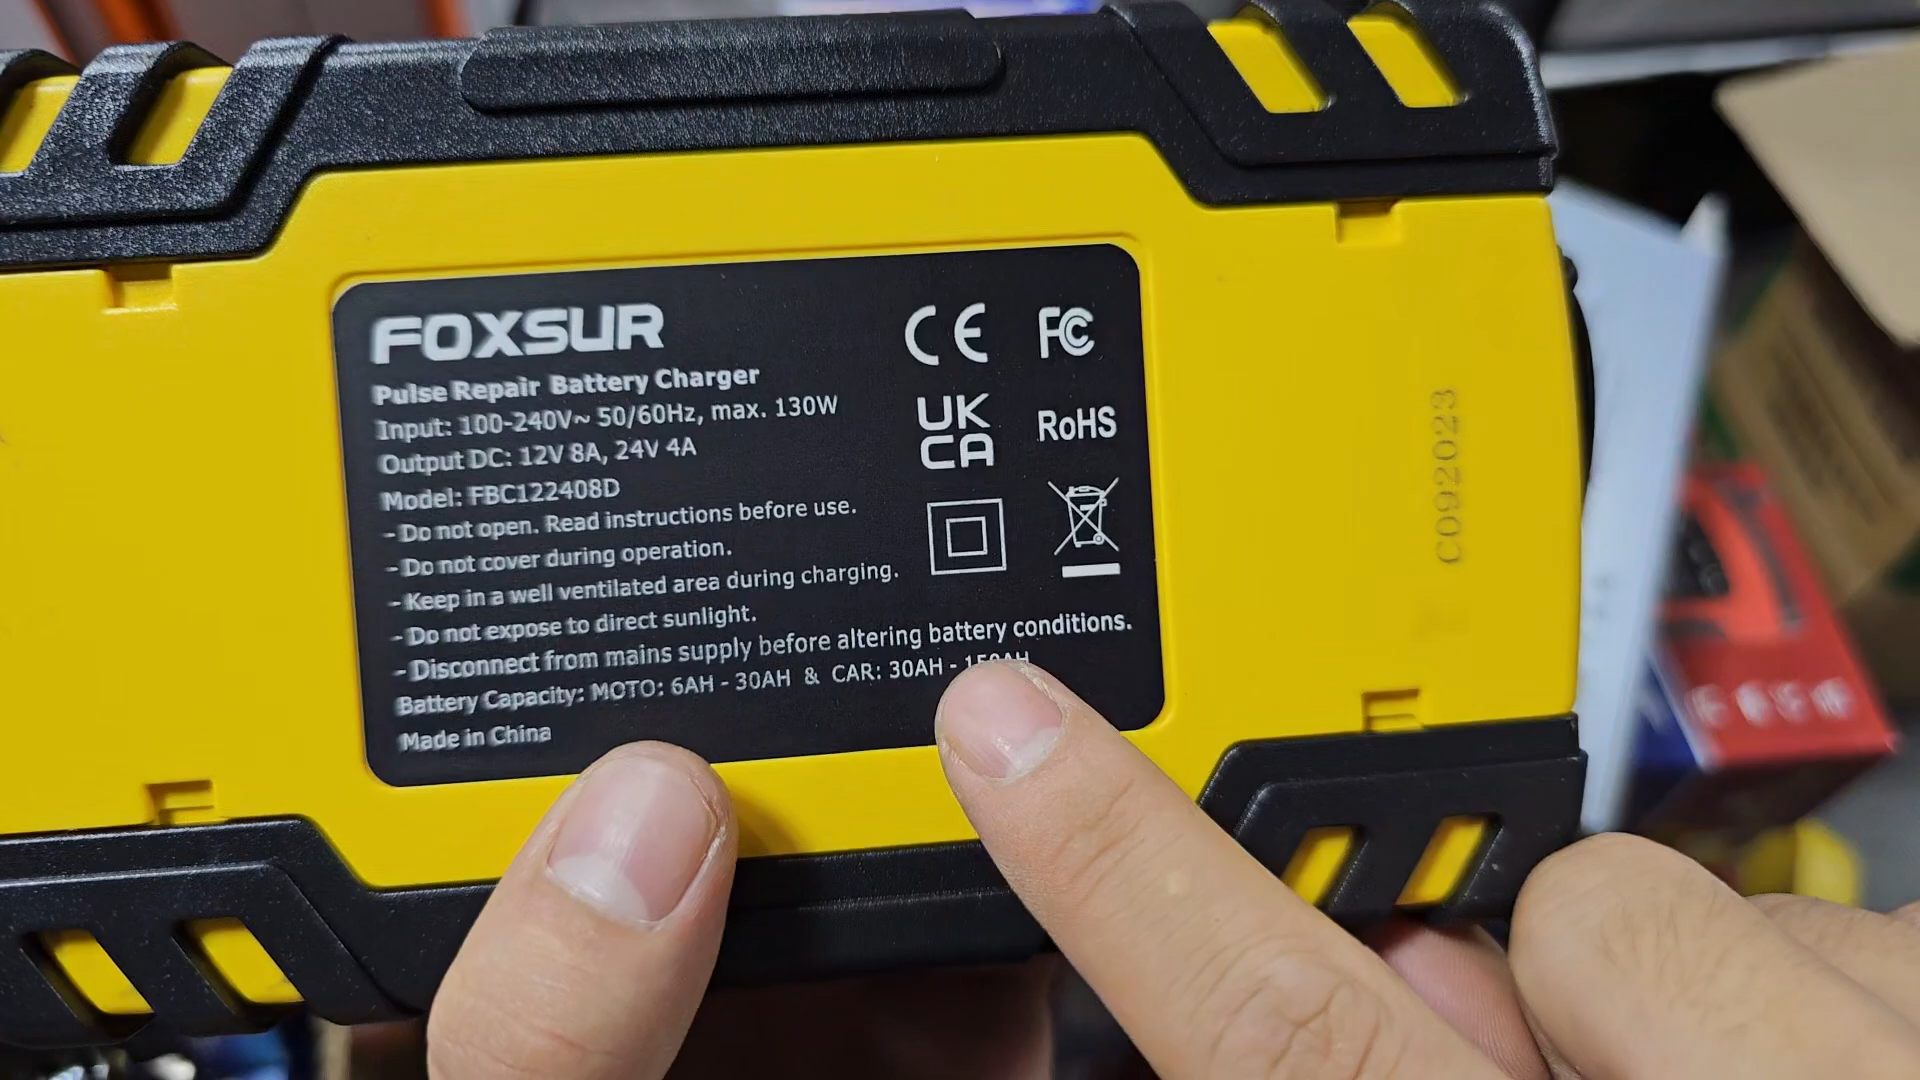 FOXSUR
Pulse Repair Battery Charger
Input: 100-240V~ 50/60Hz, max. 130W
Output DC: 12V 8A, 24V 4A
Model: FBC122408D
- Do not open. Read instructions before use.
- Do not cover during operation.
- Keep in a well ventilated area during charging.
- Do not expose to direct sunlight.
- Disconnect from mains supply before altering battery conditions.
Battery Capacity: MOTO: 6AH - 30AH & CAR: 30AH - 150AH
Made in China
CE FC
UK
CA
RoHS
C092023